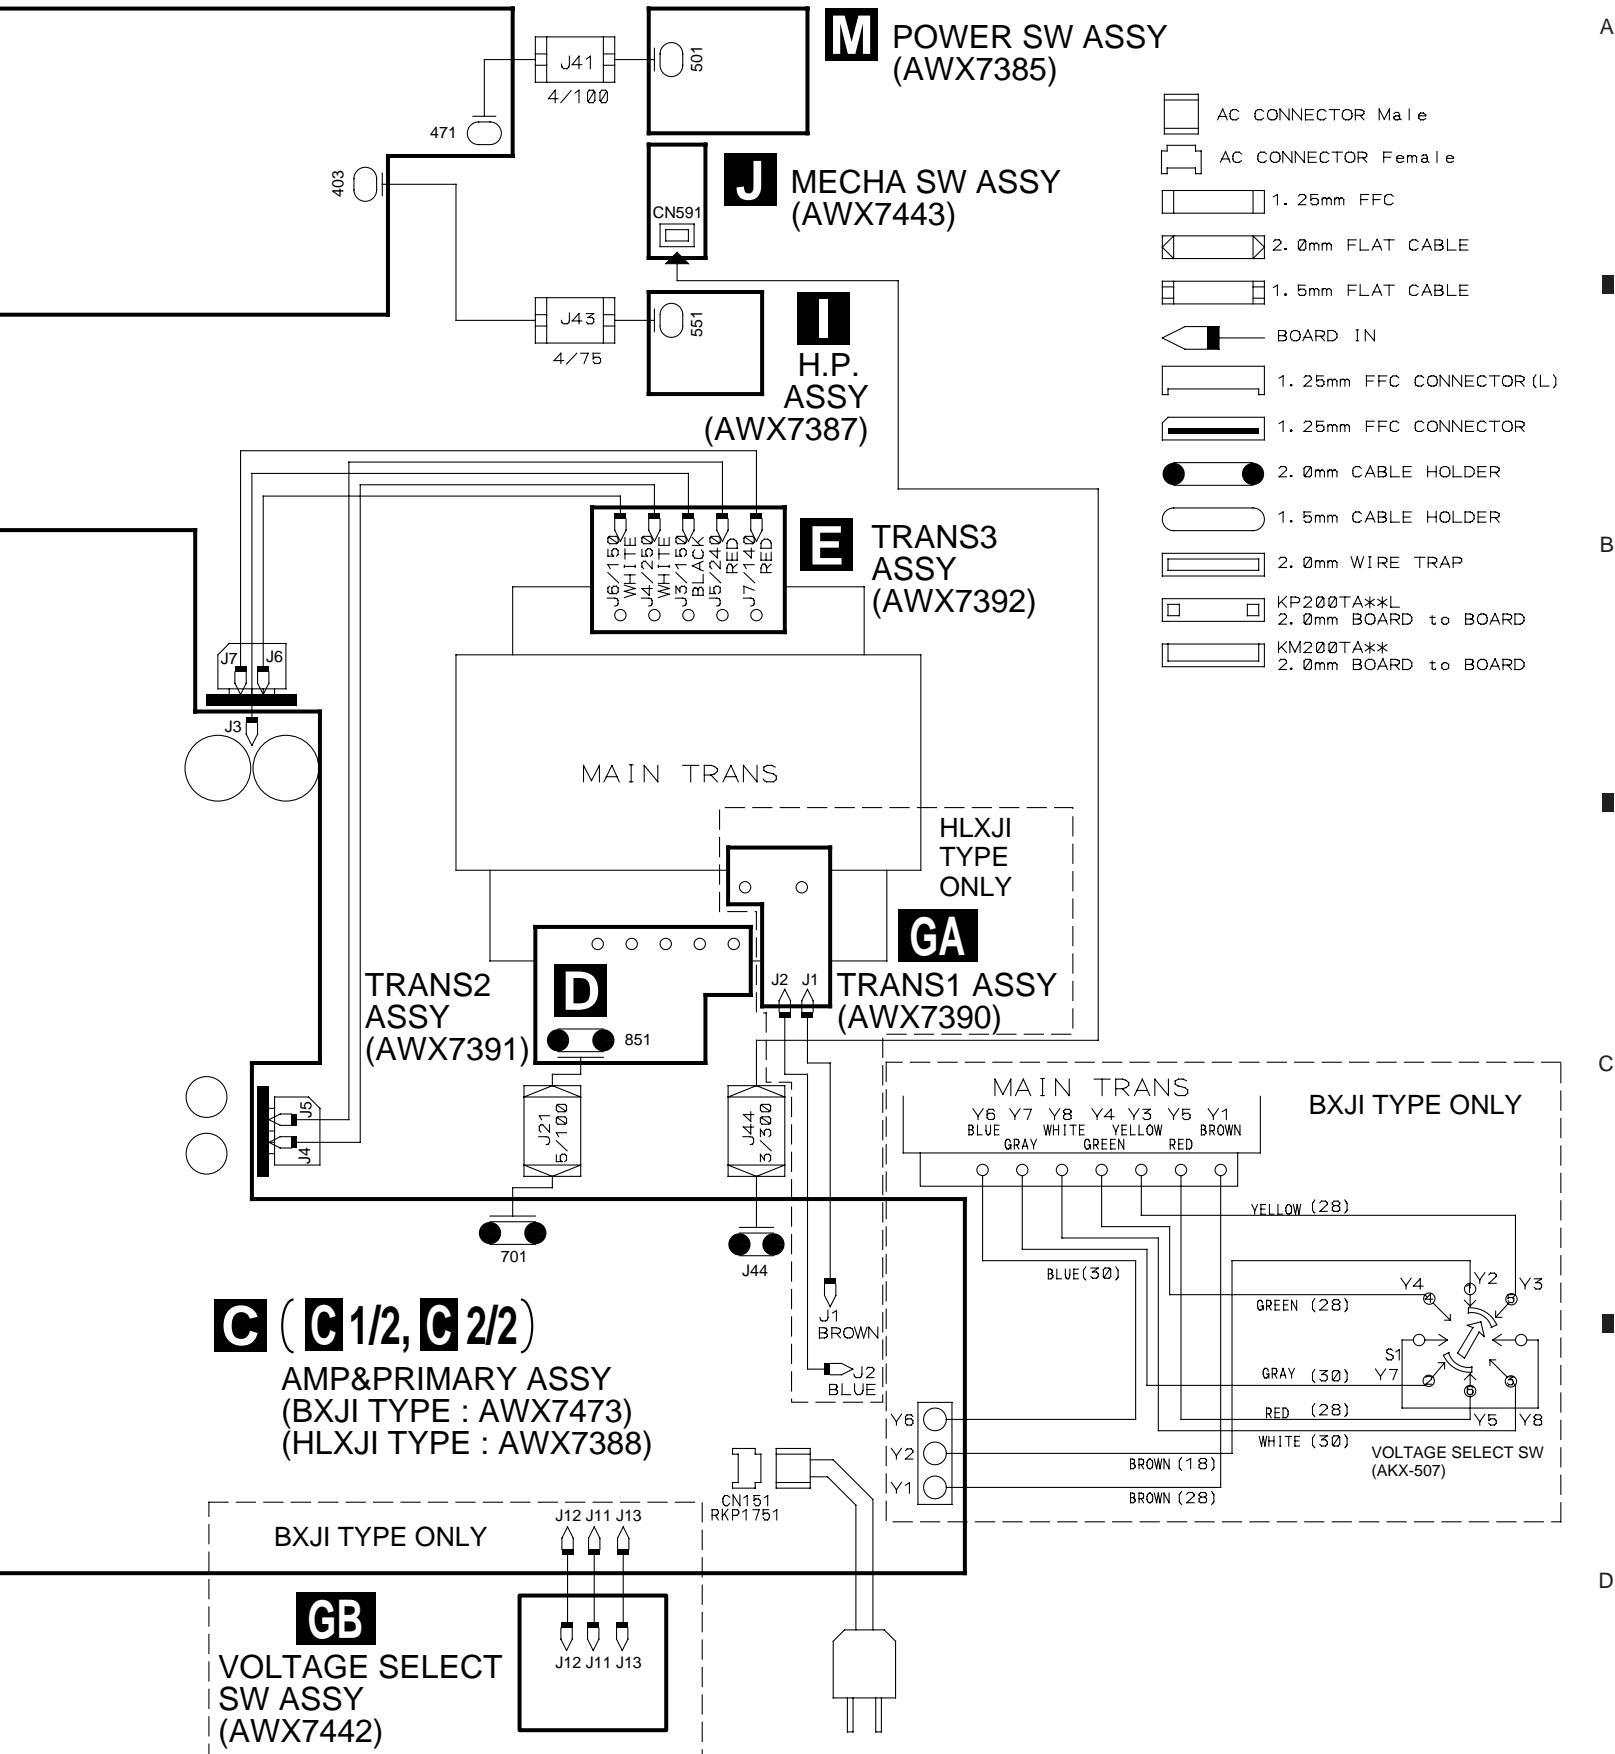 A
M POWER SW ASSY
(AWX7385)
J41
4/100
501
471
403
J MECHA SW ASSY
(AWX7443)
CN591
J43
4/75
551
I
H.P.
ASSY
(AWX7387)
AC CONNECTOR Male
AC CONNECTOR Female
1.25mm FFC
2.0mm FLAT CABLE
1.5mm FLAT CABLE
BOARD IN
1.25mm FFC CONNECTOR(L)
1.25mm FFC CONNECTOR
2.0mm CABLE HOLDER
1.5mm CABLE HOLDER
2.0mm WIRE TRAP
KP200TA**L
2.0mm BOARD to BOARD
KM200TA**
2.0mm BOARD to BOARD
B
J6/150
WHITE
J4/250
WHITE
J3/150
BLACK
J5/240
RED
J7/140
RED
E TRANS3
ASSY
(AWX7392)
J7 J6
J3
MAIN TRANS
HLXJI
TYPE
ONLY
GA
TRANS1 ASSY
(AWX7390)
J2 J1
TRANS2
ASSY
(AWX7391)
D
851
C
J5
J4
J21
5/100
J44
3/300
701
J44
J1
BROWN
J2
BLUE
MAIN TRANS
BXJI TYPE ONLY
Y6 Y7 Y8 Y4 Y3 Y5 Y1
BLUE WHITE YELLOW BROWN
GRAY GREEN RED
YELLOW (28)
BLUE(30)
GREEN (28)
GRAY (30)
RED (28)
WHITE (30)
BROWN (18)
BROWN (28)
Y4 Y2 Y3
S1
Y7
Y5 Y8
VOLTAGE SELECT SW
(AKX-507)
Y6
Y2
Y1
C ( C 1/2, C 2/2 )
AMP&PRIMARY ASSY
(BXJI TYPE : AWX7473)
(HLXJI TYPE : AWX7388)
CN151
RKP1751
BXJI TYPE ONLY
J12 J11 J13
D
GB
VOLTAGE SELECT
SW ASSY
(AWX7442)
J12 J11 J13